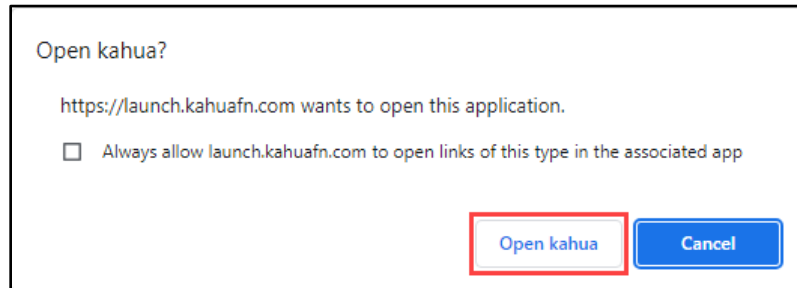 Open kahua?
https://launch.kahuafn.com wants to open this application.
Always allow launch.kahuafn.com to open links of this type in the associated app
Open kahua
Cancel